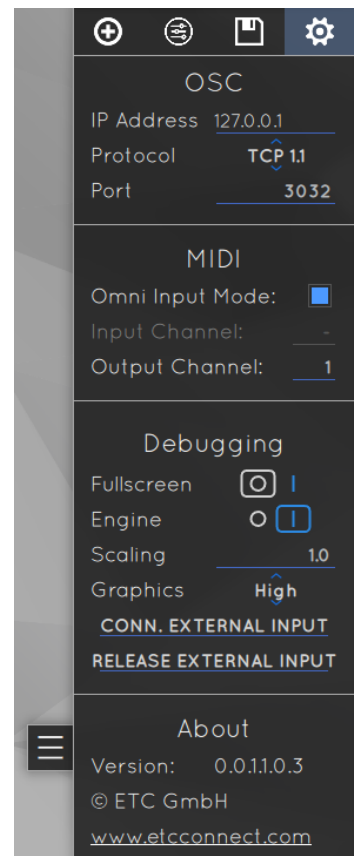 OSC
IP Address 127.0.0.1
Protocol TCP 1.1
Port 3032
MIDI
Omni Input Mode:
Input Channel: -
Output Channel: 1
Debugging
Fullscreen O I
Engine O I
Scaling 1.0
Graphics High
CONN. EXTERNAL INPUT
RELEASE EXTERNAL INPUT
About
Version: 0.0.1.1.0.3
© ETC GmbH
www.etcconnect.com